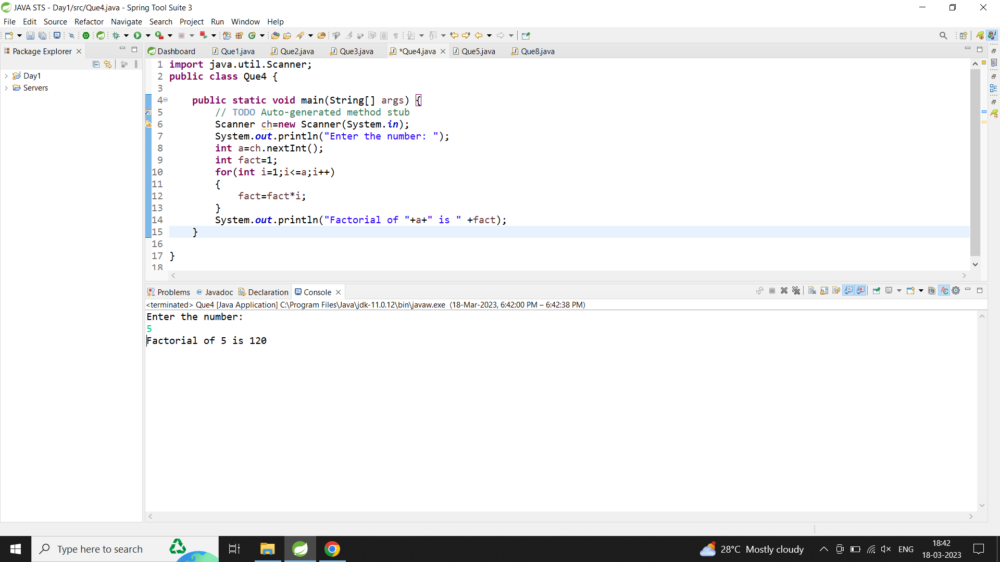 JAVA STS - Day1/src/Que4.java - Spring Tool Suite 3
File Edit Source Refactor Navigate Search Project Run Window Help
Package Explorer
Dashboard Que1.java Que2.java Que3.java *Que4.java Que5.java Que8.java
Day1
Servers
1 import java.util.Scanner;
2 public class Que4 {
3
4 public static void main(String[] args) {
5 // TODO Auto-generated method stub
6 Scanner ch=new Scanner(System.in);
7 System.out.println("Enter the number: ");
8 int a=ch.nextInt();
9 int fact=1;
10 for(int i=1;i<=a;i++)
11 {
12 fact=fact*i;
13 }
14 System.out.println("Factorial of "+a+" is " +fact);
15 }
16
17 }
18
Problems @ Javadoc Declaration Console
<terminated> Que4 [Java Application] C:\Program Files\Java\jdk-11.0.12\bin\javaw.exe (18-Mar-2023, 6:42:00 PM – 6:42:38 PM)
Enter the number:
5
Factorial of 5 is 120
Type here to search
28°C Mostly cloudy
ENG
18:42
18-03-2023